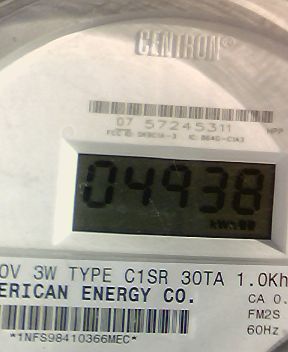 CENTRON®
07 57245311 HPP
04938
kWh
0V 3W TYPE C1SR 30TA 1.0Kh
ERICAN ENERGY CO. CA 0.
FM2S
60Hz
*1NFS98410366MEC*